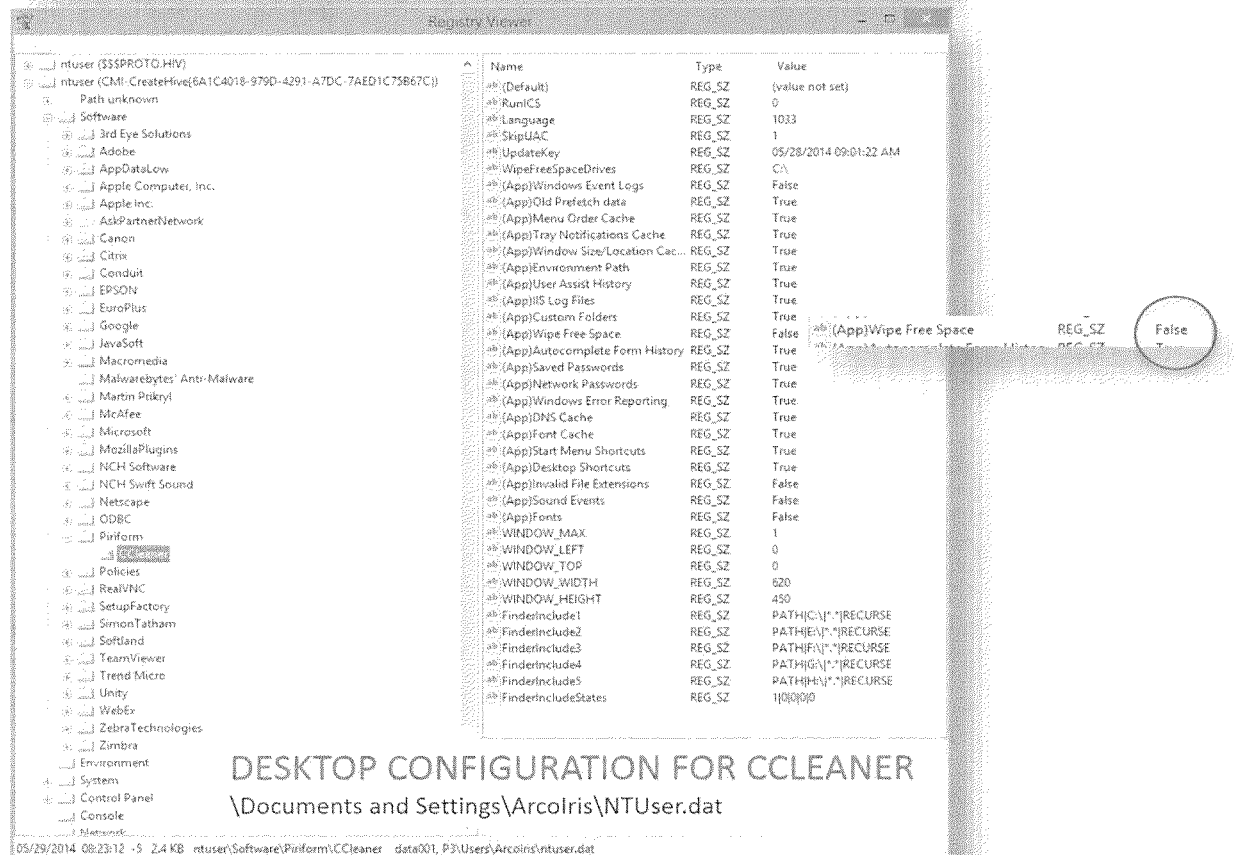 Registry Viewer
ntuser ($$$PROTO.HIV)
ntuser (CMI-CreateHive{6A1C4018-979D-4291-A7DC-7AED1C75B67C})
Path unknown
Software
3rd Eye Solutions
Adobe
AppDataLow
Apple Computer, Inc.
Apple Inc.
AskPartnerNetwork
Canon
Citrix
Conduit
EPSON
EuroPlus
Google
JavaSoft
Macromedia
Malwarebytes' Anti-Malware
Martin Prikryl
McAfee
Microsoft
MozillaPlugins
NCH Software
NCH Swift Sound
Netscape
ODBC
Piriform
CCleaner
Policies
RealVNC
SetupFactory
SimonTatham
Softland
TeamViewer
Trend Micro
Unity
WebEx
ZebraTechnologies
Zimbra
Environment
System
Control Panel
Console
Network
Name Type Value
(Default) REG_SZ (value not set)
RunICS REG_SZ 0
Language REG_SZ 1033
SkipUAC REG_SZ 1
UpdateKey REG_SZ 05/28/2014 09:01:22 AM
WipeFreeSpaceDrives REG_SZ C:\
(App)Windows Event Logs REG_SZ False
(App)Old Prefetch data REG_SZ True
(App)Menu Order Cache REG_SZ True
(App)Tray Notifications Cache REG_SZ True
(App)Window Size/Location Cac... REG_SZ True
(App)Environment Path REG_SZ True
(App)User Assist History REG_SZ True
(App)IIS Log Files REG_SZ True
(App)Custom Folders REG_SZ True
(App)Wipe Free Space REG_SZ False
(App)Autocomplete Form History REG_SZ True
(App)Saved Passwords REG_SZ True
(App)Network Passwords REG_SZ True
(App)Windows Error Reporting REG_SZ True
(App)DNS Cache REG_SZ True
(App)Font Cache REG_SZ True
(App)Start Menu Shortcuts REG_SZ True
(App)Desktop Shortcuts REG_SZ True
(App)Invalid File Extensions REG_SZ False
(App)Sound Events REG_SZ False
(App)Fonts REG_SZ False
WINDOW_MAX REG_SZ 1
WINDOW_LEFT REG_SZ 0
WINDOW_TOP REG_SZ 0
WINDOW_WIDTH REG_SZ 620
WINDOW_HEIGHT REG_SZ 450
FinderInclude1 REG_SZ PATH|C:\|*.*|RECURSE
FinderInclude2 REG_SZ PATH|E:\|*.*|RECURSE
FinderInclude3 REG_SZ PATH|F:\|*.*|RECURSE
FinderInclude4 REG_SZ PATH|G:\|*.*|RECURSE
FinderInclude5 REG_SZ PATH|H:\|*.*|RECURSE
FinderIncludeStates REG_SZ 1|0|0|0|0
(App)Wipe Free Space REG_SZ False
DESKTOP CONFIGURATION FOR CCLEANER
\Documents and Settings\ArcoIris\NTUser.dat
05/29/2014 08:23:12 -5 2.4 KB ntuser\Software\Piriform\CCleaner data001, P3\Users\ArcoIris\ntuser.dat